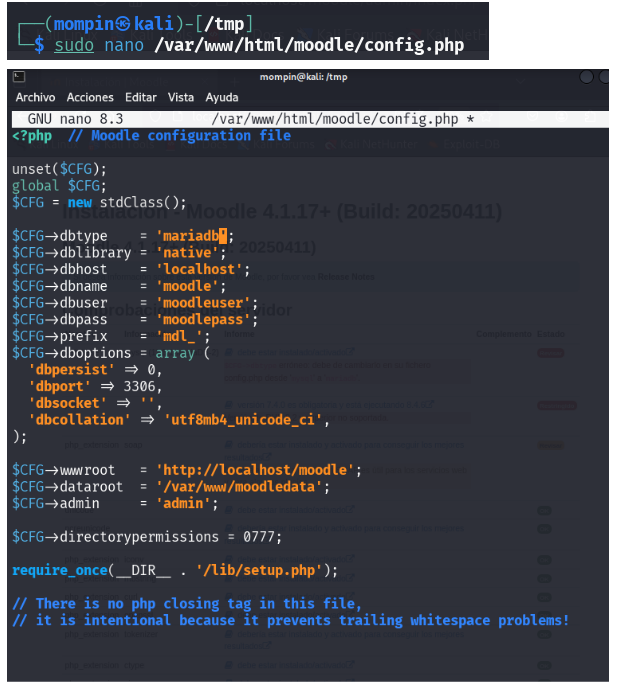 ┌──(mompin㉿kali)-[/tmp]
└─$ sudo nano /var/www/html/moodle/config.php
mompin@kali: /tmp
Archivo Acciones Editar Vista Ayuda
GNU nano 8.3 /var/www/html/moodle/config.php *
<?php // Moodle configuration file
unset($CFG);
global $CFG;
$CFG = new stdClass();
Instalación - Moodle 4.1.17+ (Build: 20250411)
$CFG->dbtype = 'mariadb';
$CFG->dblibrary = 'native';
$CFG->dbhost = 'localhost';
$CFG->dbname = 'moodle';
$CFG->dbuser = 'moodleuser';
$CFG->dbpass = 'moodlepass';
$CFG->prefix = 'mdl_';
$CFG->dboptions = array (
'dbpersist' => 0,
'dbport' => 3306,
'dbsocket' => '',
'dbcollation' => 'utf8mb4_unicode_ci',
);
$CFG->wwwroot = 'http://localhost/moodle';
$CFG->dataroot = '/var/www/moodledata';
$CFG->admin = 'admin';
$CFG->directorypermissions = 0777;
require_once(__DIR__ . '/lib/setup.php');
// There is no php closing tag in this file,
// it is intentional because it prevents trailing whitespace problems!